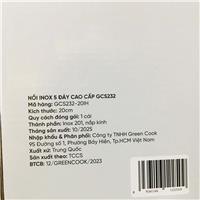 NỒI INOX 5 ĐÁY CAO CẤP GCS232
Mã hàng: GCS232-20IH
Kích thước: 20cm
Quy cách đóng gói: 1 cái
Thành phần: Inox 201, nắp kính
Tháng sản xuất: 10/2025
Nhập khẩu & Phân phối: Công ty TNHH Green Cook
95 Đường số 1, Phường Bảy Hiền, Tp.HCM Việt Nam
Xuất xứ: Trung Quốc
Sản xuất theo: TCCS
BTCB: 12/GREENCOOK/2023